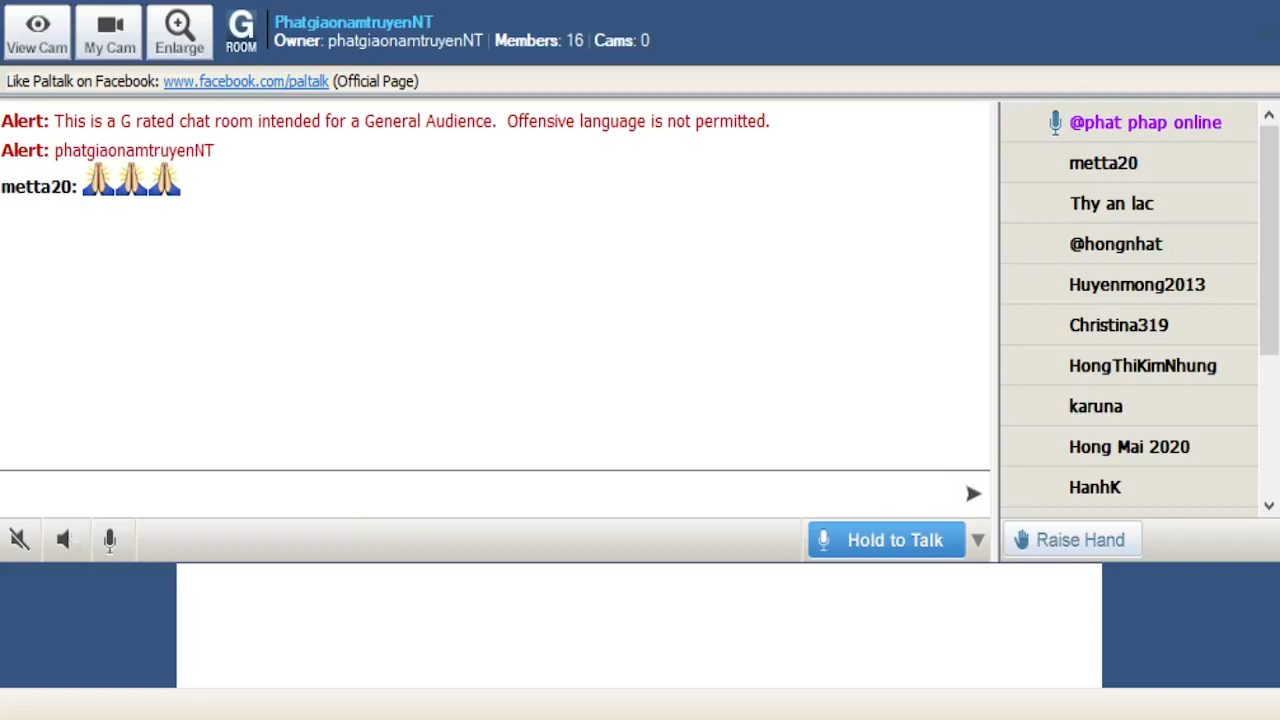 View Cam
My Cam
Enlarge
G
ROOM
PhatgiaonamtruyenNT
Owner: phatgiaonamtruyenNT | Members: 16 | Cams: 0
Like Paltalk on Facebook: www.facebook.com/paltalk (Official Page)
Alert: This is a G rated chat room intended for a General Audience. Offensive language is not permitted.
Alert: phatgiaonamtruyenNT
metta20:
@phat phap online
metta20
Thy an lac
@hongnhat
Huyenmong2013
Christina319
HongThiKimNhung
karuna
Hong Mai 2020
HanhK
Hold to Talk
Raise Hand